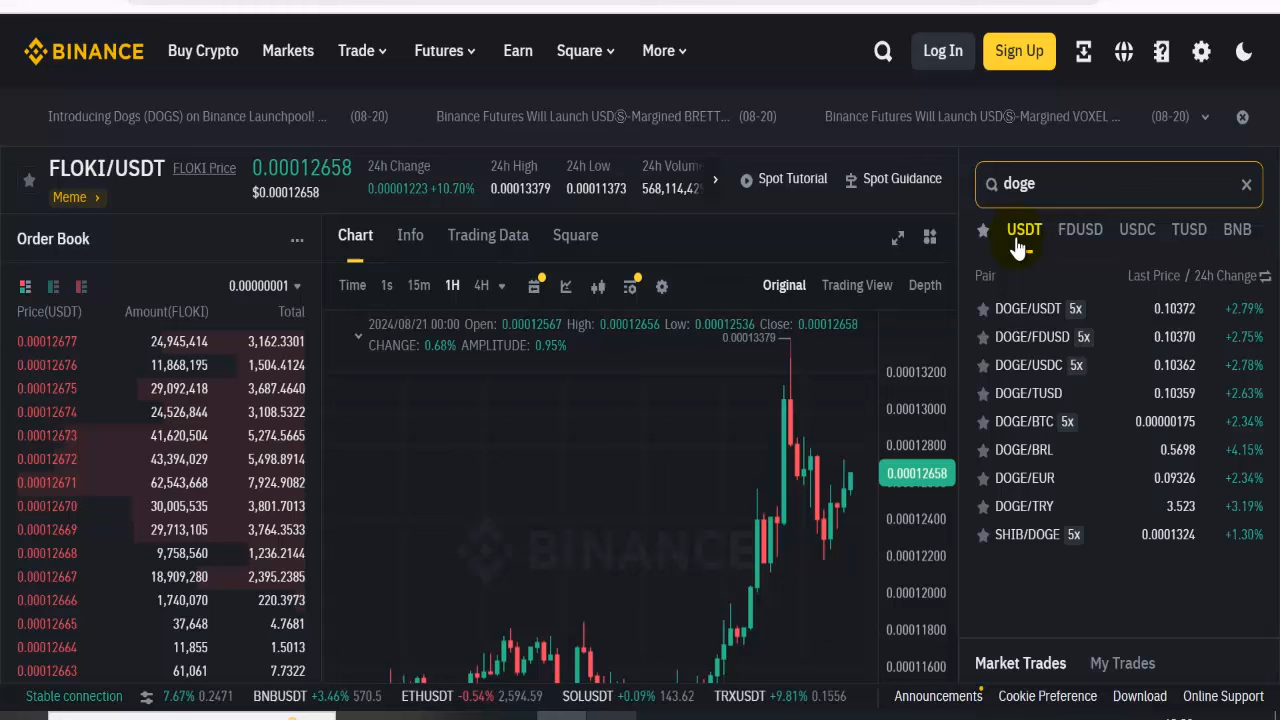 BINANCE Buy Crypto Markets Trade Futures Earn Square More Log In Sign Up
Introducing Dogs (DOGS) on Binance Launchpool! ... (08-20) Binance Futures Will Launch USDⓈ-Margined BRETT... (08-20) Binance Futures Will Launch USDⓈ-Margined VOXEL ... (08-20)
FLOKI/USDT FLOKI Price
Meme
0.00012658
$0.00012658
24h Change
0.00001223 +10.70%
24h High
0.00013379
24h Low
0.00011373
24h Volum
568,114,42
Spot Tutorial Spot Guidance
Order Book
0.00000001
Price(USDT) Amount(FLOKI) Total
0.00012677 24,945,414 3,162.3301
0.00012676 11,868,195 1,504.4124
0.00012675 29,092,418 3,687.4640
0.00012674 24,526,844 3,108.5322
0.00012673 41,620,504 5,274.5665
0.00012672 43,394,029 5,498.8914
0.00012671 62,543,668 7,924.9082
0.00012670 30,005,535 3,801.7013
0.00012669 29,713,105 3,764.3533
0.00012668 9,758,560 1,236.2144
0.00012667 18,909,280 2,395.2385
0.00012666 1,740,070 220.3973
0.00012665 37,648 4.7681
0.00012664 11,855 1.5013
0.00012663 61,061 7.7322
Chart Info Trading Data Square
Time 1s 15m 1H 4H Original Trading View Depth
2024/08/21 00:00 Open: 0.00012567 High: 0.00012656 Low: 0.00012536 Close: 0.00012658
CHANGE: 0.68% AMPLITUDE: 0.95%
0.00013379
0.00013200
0.00013000
0.00012800
0.00012658
0.00012400
0.00012200
0.00012000
0.00011800
0.00011600
BINANCE
doge
USDT FDUSD USDC TUSD BNB
Pair Last Price / 24h Change
DOGE/USDT 5x 0.10372 +2.79%
DOGE/FDUSD 5x 0.10370 +2.75%
DOGE/USDC 5x 0.10362 +2.78%
DOGE/TUSD 0.10359 +2.63%
DOGE/BTC 5x 0.00000175 +2.34%
DOGE/BRL 0.5698 +4.15%
DOGE/EUR 0.09326 +2.34%
DOGE/TRY 3.523 +3.19%
SHIB/DOGE 5x 0.0001324 +1.30%
Market Trades My Trades
Stable connection 7.67% 0.2471 BNBUSDT +3.46% 570.5 ETHUSDT -0.54% 2,594.59 SOLUSDT +0.09% 143.62 TRXUSDT +9.81% 0.1556 Announcements Cookie Preference Download Online Support